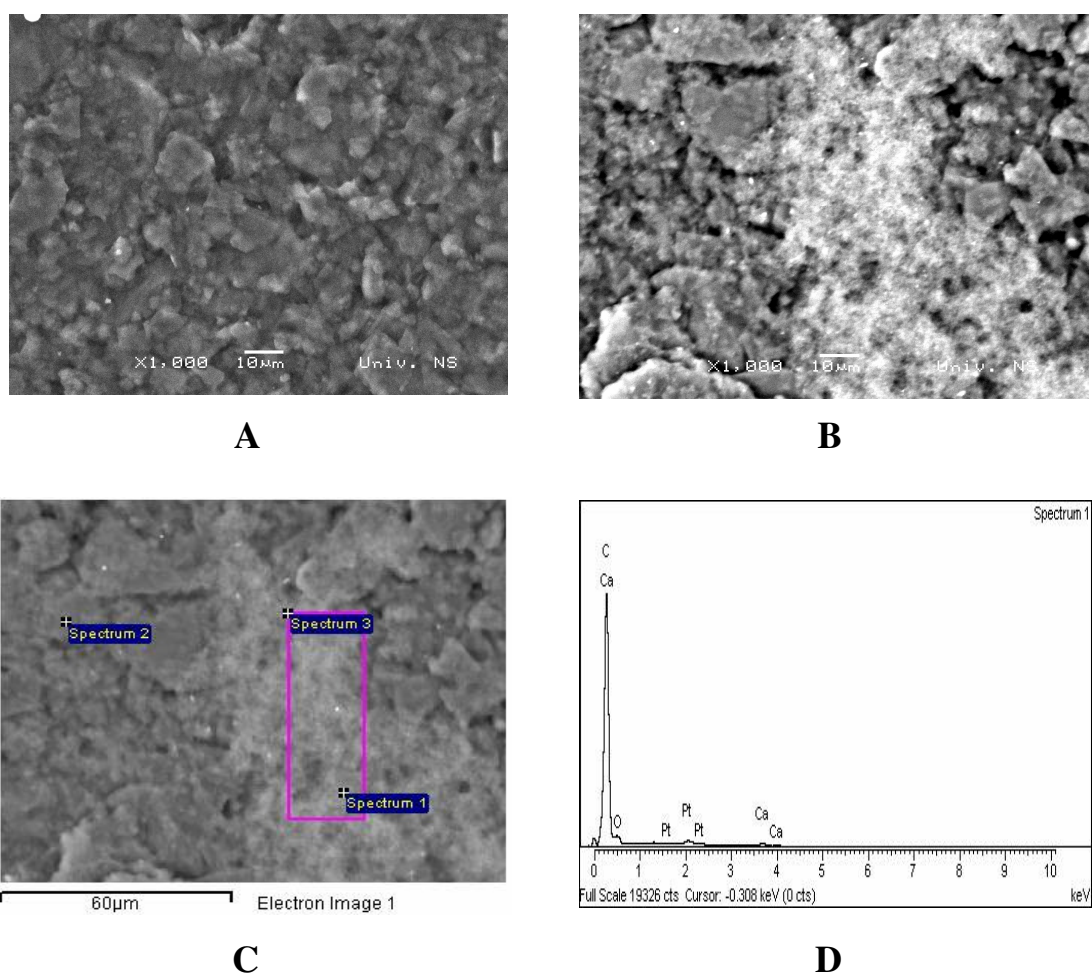 X1,000 10μm Univ. NS
X1,000 10μm Univ. NS
A
B
Spectrum 2
Spectrum 3
Spectrum 1
60μm Electron Image 1
C
Spectrum 1
C
Ca
O
Pt
Pt
Pt
Ca
Ca
0 1 2 3 4 5 6 7 8 9 10
Full Scale 19326 cts Cursor: -0.308 keV (0 cts) keV
D